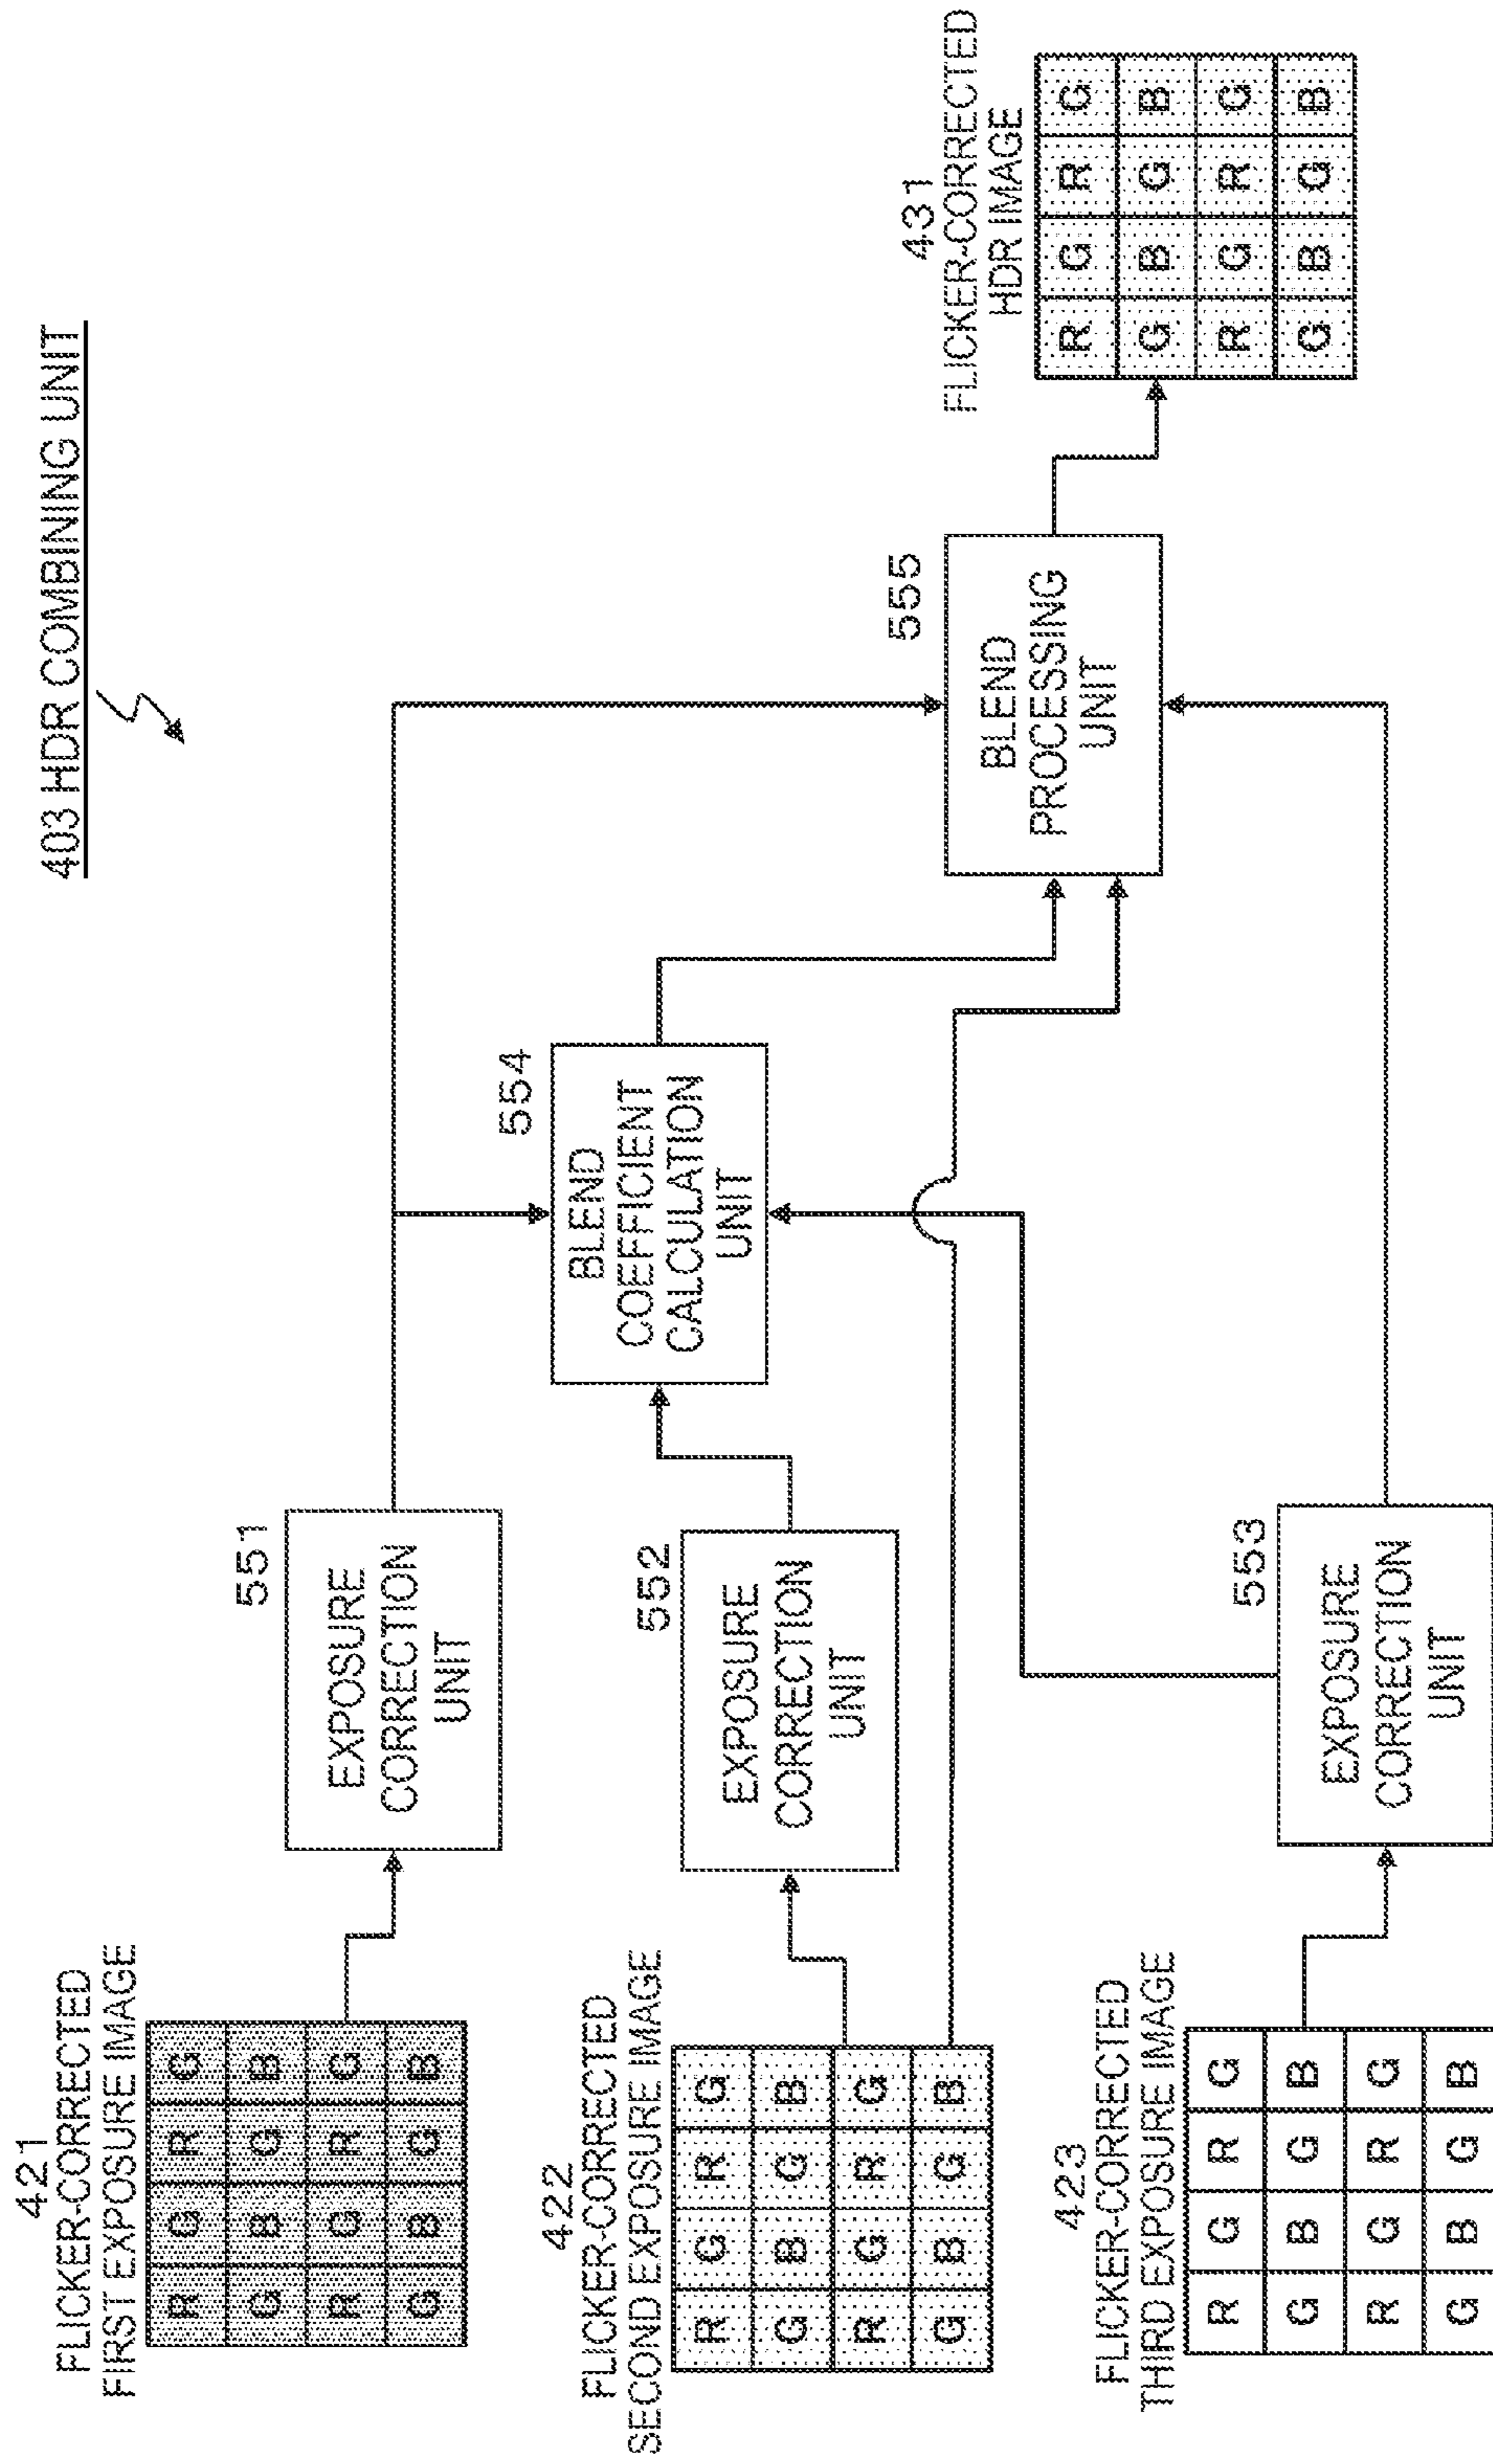 403 HDR COMBINING UNIT
421
FLICKER-CORRECTED
FIRST EXPOSURE IMAGE
R G R G
G B G B
R G R G
G B G B
551
EXPOSURE
CORRECTION
UNIT
422
FLICKER-CORRECTED
SECOND EXPOSURE IMAGE
R G R G
G B G B
R G R G
G B G B
552
EXPOSURE
CORRECTION
UNIT
554
BLEND
COEFFICIENT
CALCULATION
UNIT
423
FLICKER-CORRECTED
THIRD EXPOSURE IMAGE
R G R G
G B G B
R G R G
G B G B
553
EXPOSURE
CORRECTION
UNIT
555
BLEND
PROCESSING
UNIT
431
FLICKER-CORRECTED
HDR IMAGE
R G R G
G B G B
R G R G
G B G B